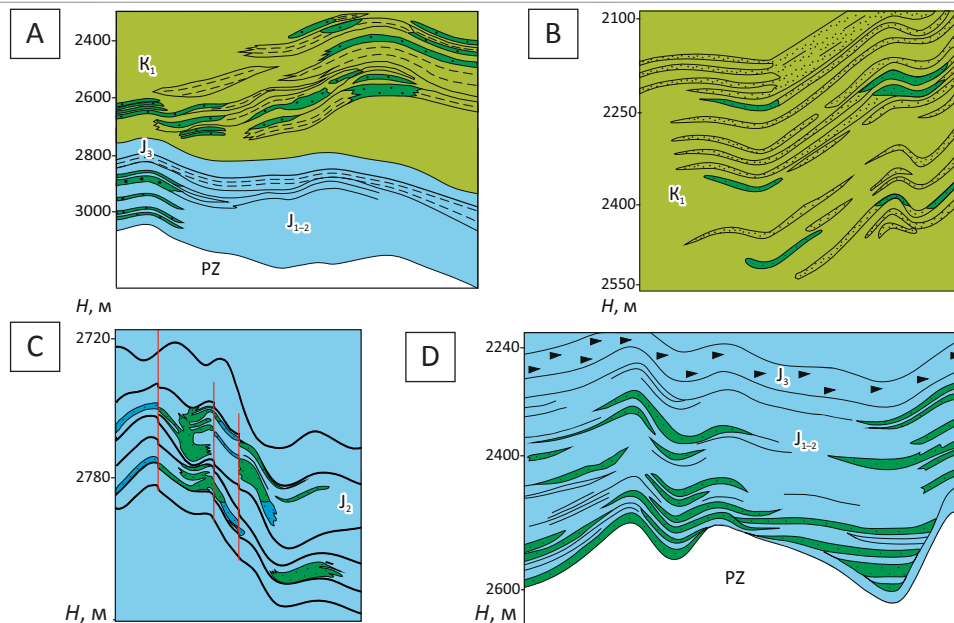 A
2400
K₁
2600
2800
J₃
3000
J₁₋₂
PZ
H, м
B
2100
2250
2400
K₁
2550
H, м
C
2720
2780
J₂
H, м
D
2240
J₃
J₁₋₂
2400
PZ
2600
H, м